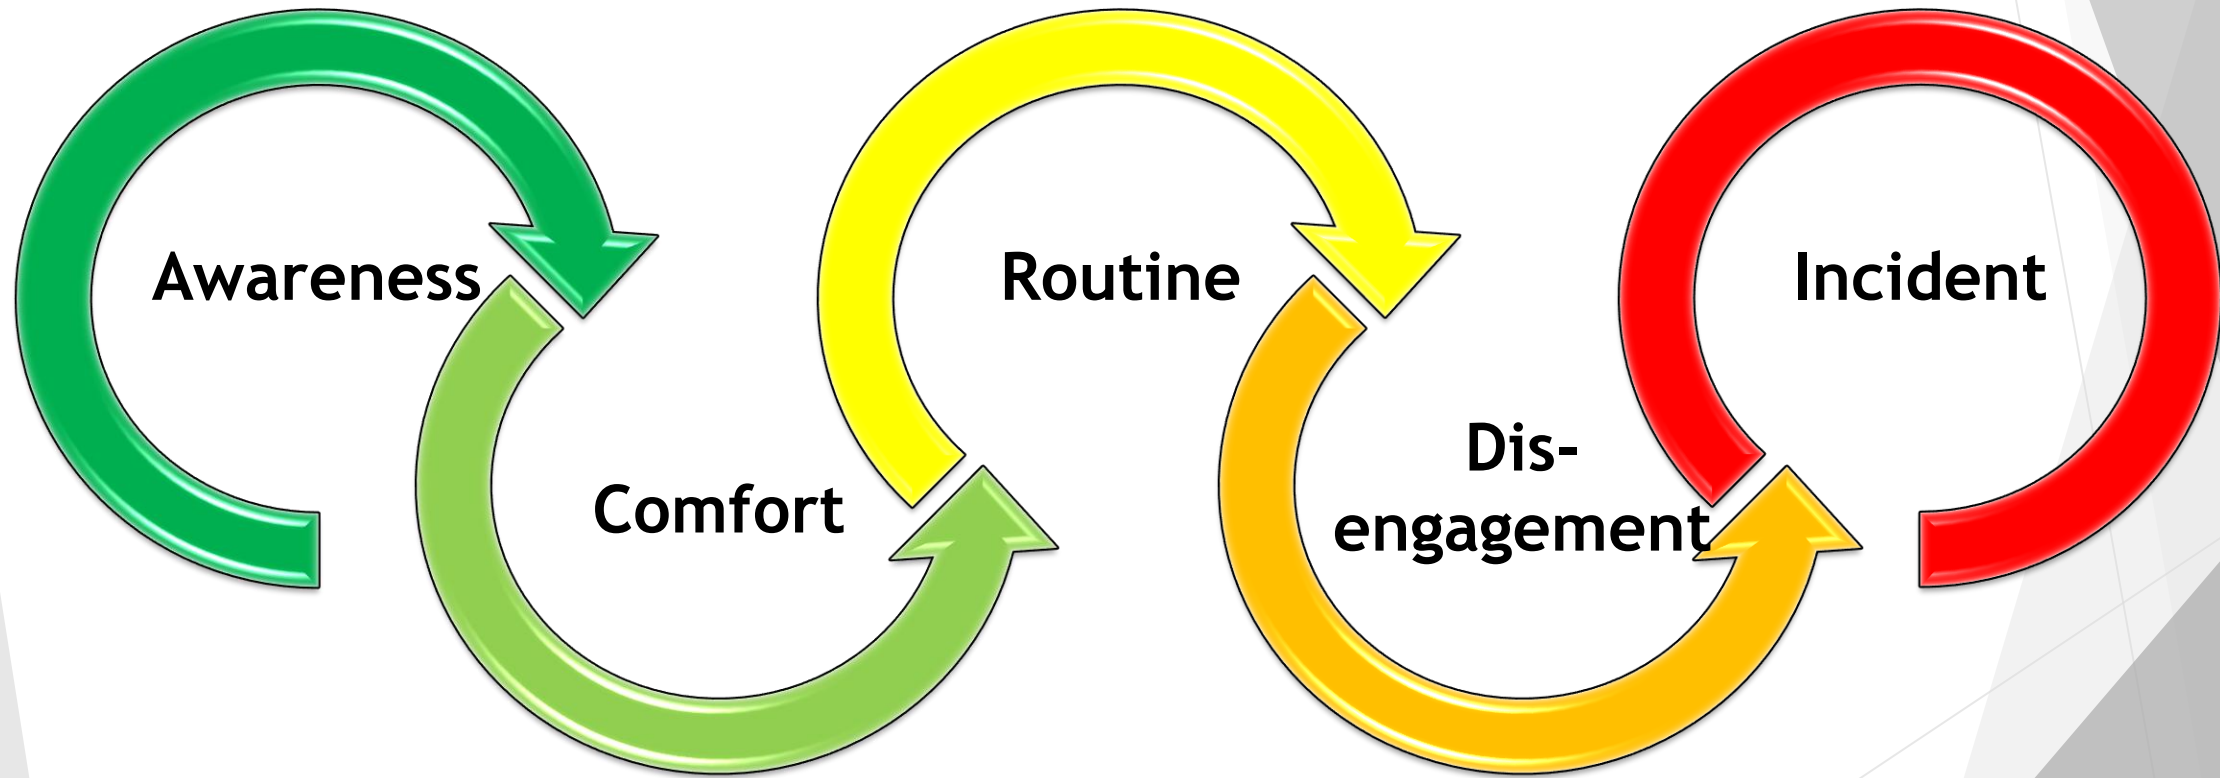 Awareness
Comfort
Routine
Dis-
engagement
Incident